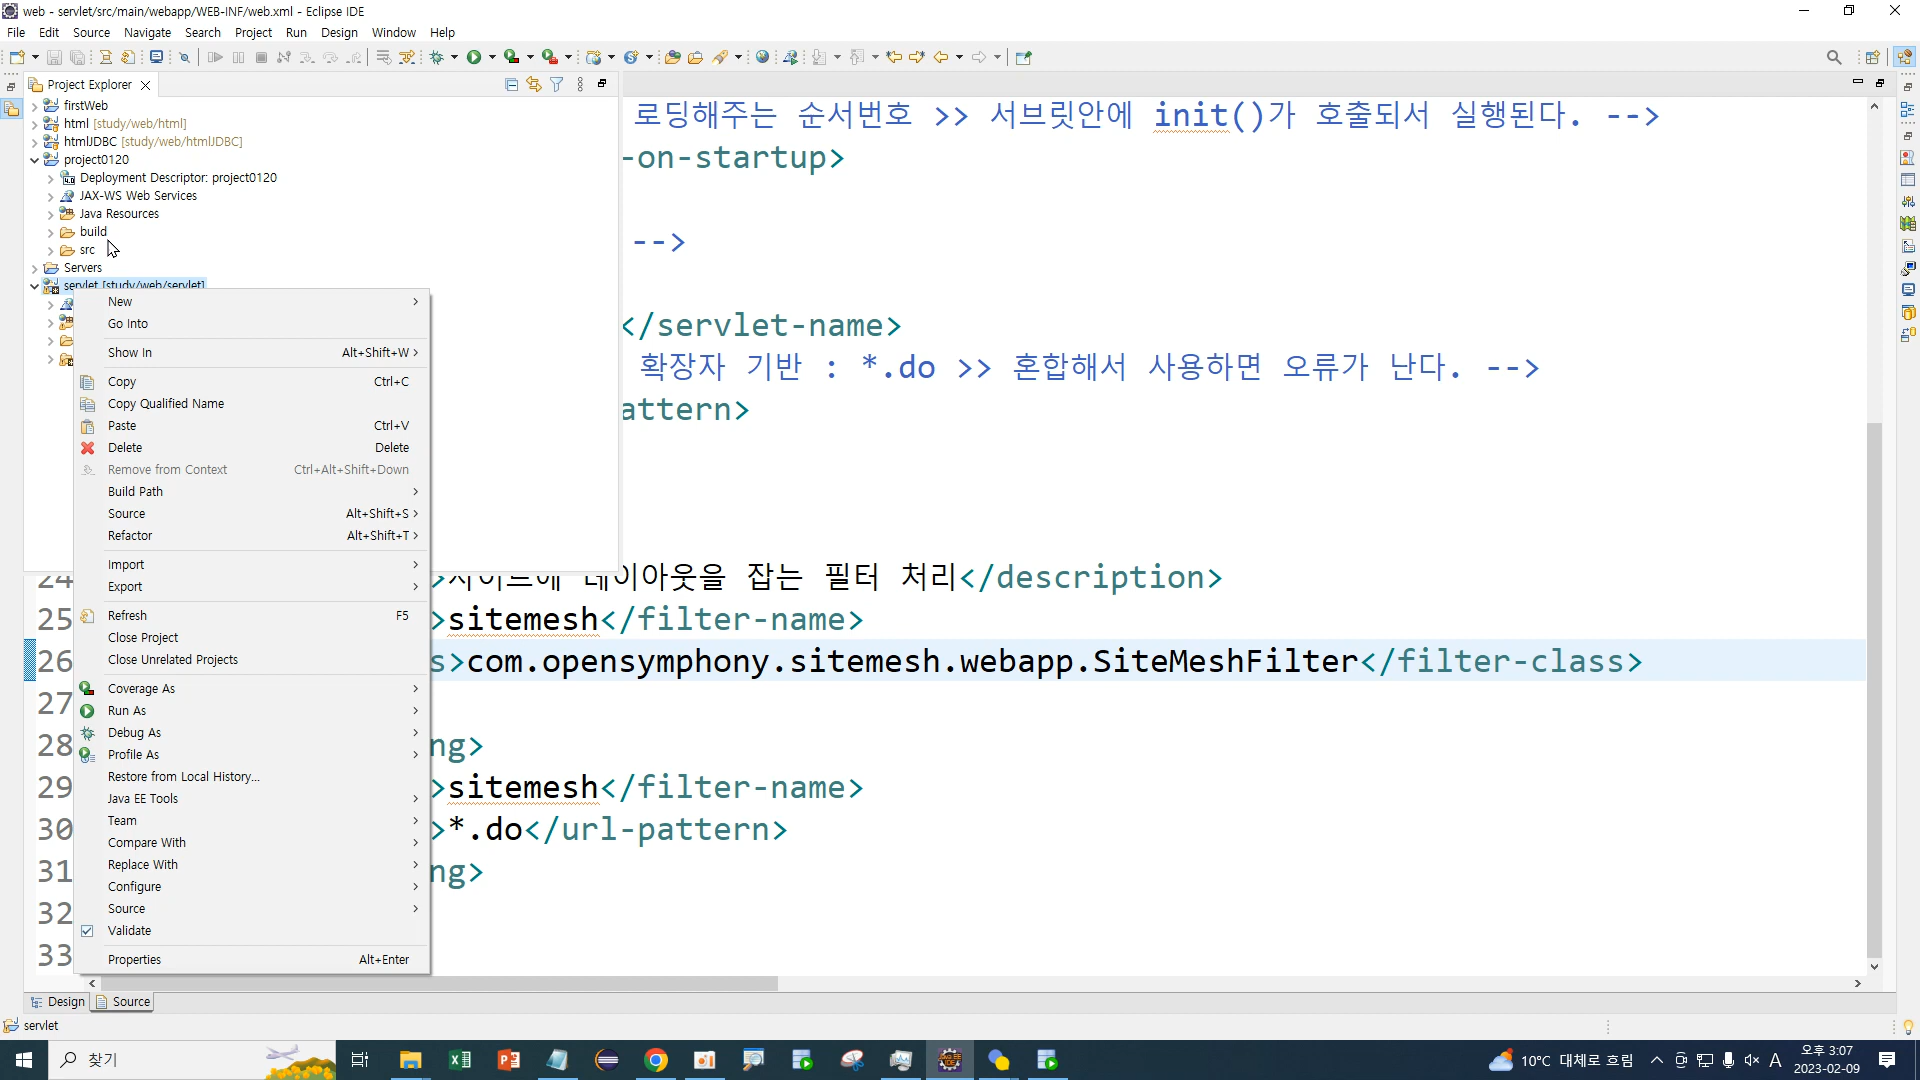 web - servlet/src/main/webapp/WEB-INF/web.xml - Eclipse IDE
File Edit Source Navigate Search Project Run Design Window Help
Project Explorer
firstWeb
html [study/web/html]
htmlJDBC [study/web/htmlJDBC]
project0120
Deployment Descriptor: project0120
JAX-WS Web Services
Java Resources
build
src
Servers
servlet [study/web/servlet]
New
Go Into
Show In Alt+Shift+W
Copy Ctrl+C
Copy Qualified Name
Paste Ctrl+V
Delete Delete
Remove from Context Ctrl+Alt+Shift+Down
Build Path
Source Alt+Shift+S
Refactor Alt+Shift+T
Import
Export
Refresh F5
Close Project
Close Unrelated Projects
Coverage As
Run As
Debug As
Profile As
Restore from Local History...
Java EE Tools
Team
Compare With
Replace With
Configure
Source
Validate
Properties Alt+Enter
로딩해주는 순서번호 >> 서브릿안에 init()가 호출되서 실행된다. -->
-on-startup>
-->
</servlet-name>
확장자 기반 : *.do >> 혼합해서 사용하면 오류가 난다. -->
attern>
24 >사이트에 레이아웃을 잡는 필터 처리</description>
25 >sitemesh</filter-name>
26 s>com.opensymphony.sitemesh.webapp.SiteMeshFilter</filter-class>
27
28 ng>
29 >sitemesh</filter-name>
30 >*.do</url-pattern>
31 ng>
32
33
Design Source
servlet
찾기
10°C 대체로 흐림
A
오후 3:07
2023-02-09